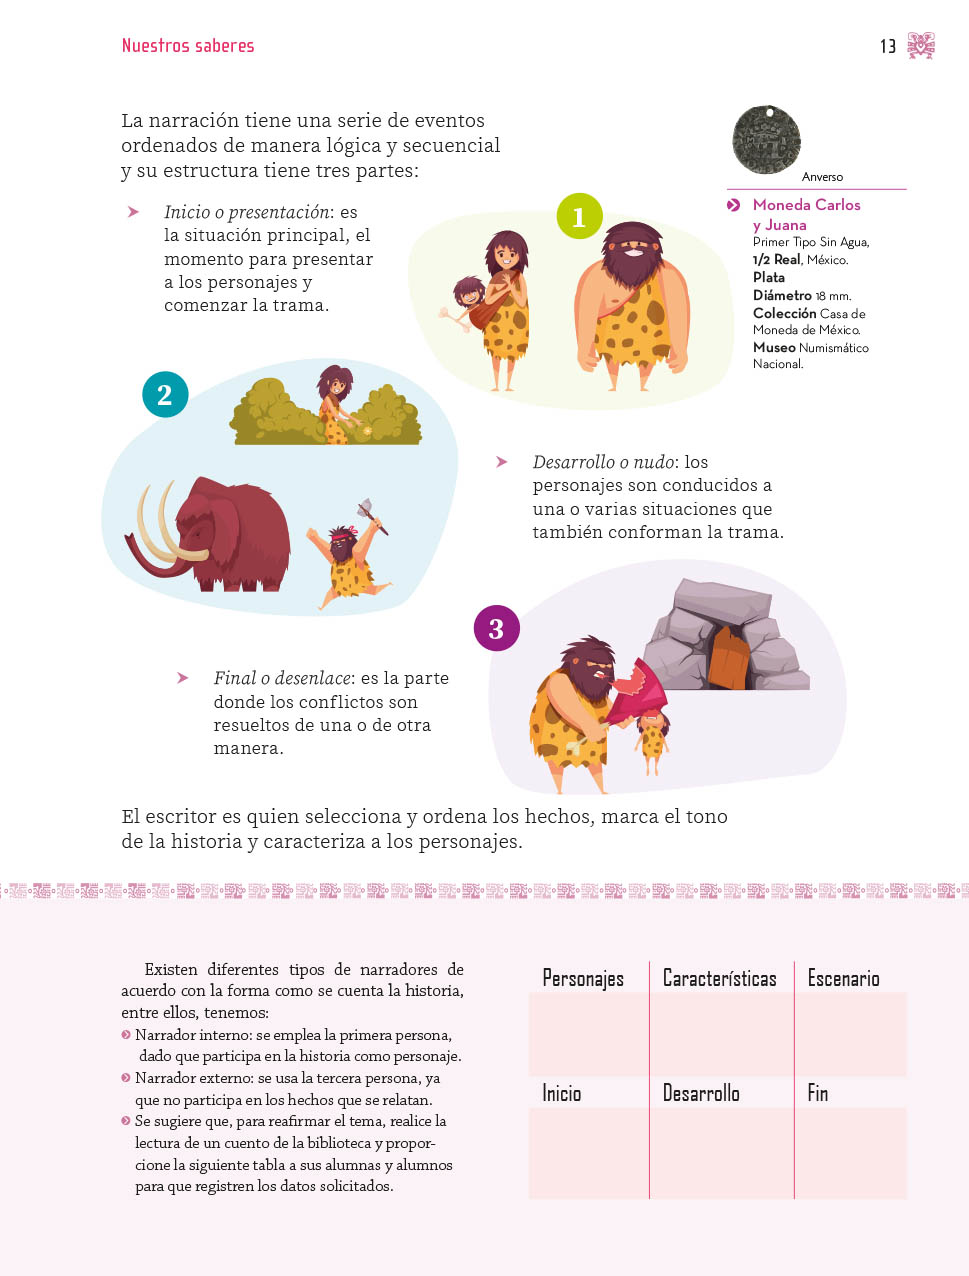 Nuestros saberes
13
La narración tiene una serie de eventos
ordenados de manera lógica y secuencial
y su estructura tiene tres partes:
Inicio o presentación: es
la situación principal, el
momento para presentar
a los personajes y
comenzar la trama.
1
Anverso
Moneda Carlos
y Juana
Primer Tipo Sin Agua,
1/2 Real, México.
Plata
Diámetro 18 mm.
Colección Casa de
Moneda de México.
Museo Numismático
Nacional.
2
Desarrollo o nudo: los
personajes son conducidos a
una o varias situaciones que
también conforman la trama.
3
Final o desenlace: es la parte
donde los conflictos son
resueltos de una o de otra
manera.
El escritor es quien selecciona y ordena los hechos, marca el tono
de la historia y caracteriza a los personajes.
Existen diferentes tipos de narradores de
acuerdo con la forma como se cuenta la historia,
entre ellos, tenemos:
Narrador interno: se emplea la primera persona,
dado que participa en la historia como personaje.
Narrador externo: se usa la tercera persona, ya
que no participa en los hechos que se relatan.
Se sugiere que, para reafirmar el tema, realice la
lectura de un cuento de la biblioteca y propor-
cione la siguiente tabla a sus alumnas y alumnos
para que registren los datos solicitados.
Personajes Características Escenario
Inicio Desarrollo Fin